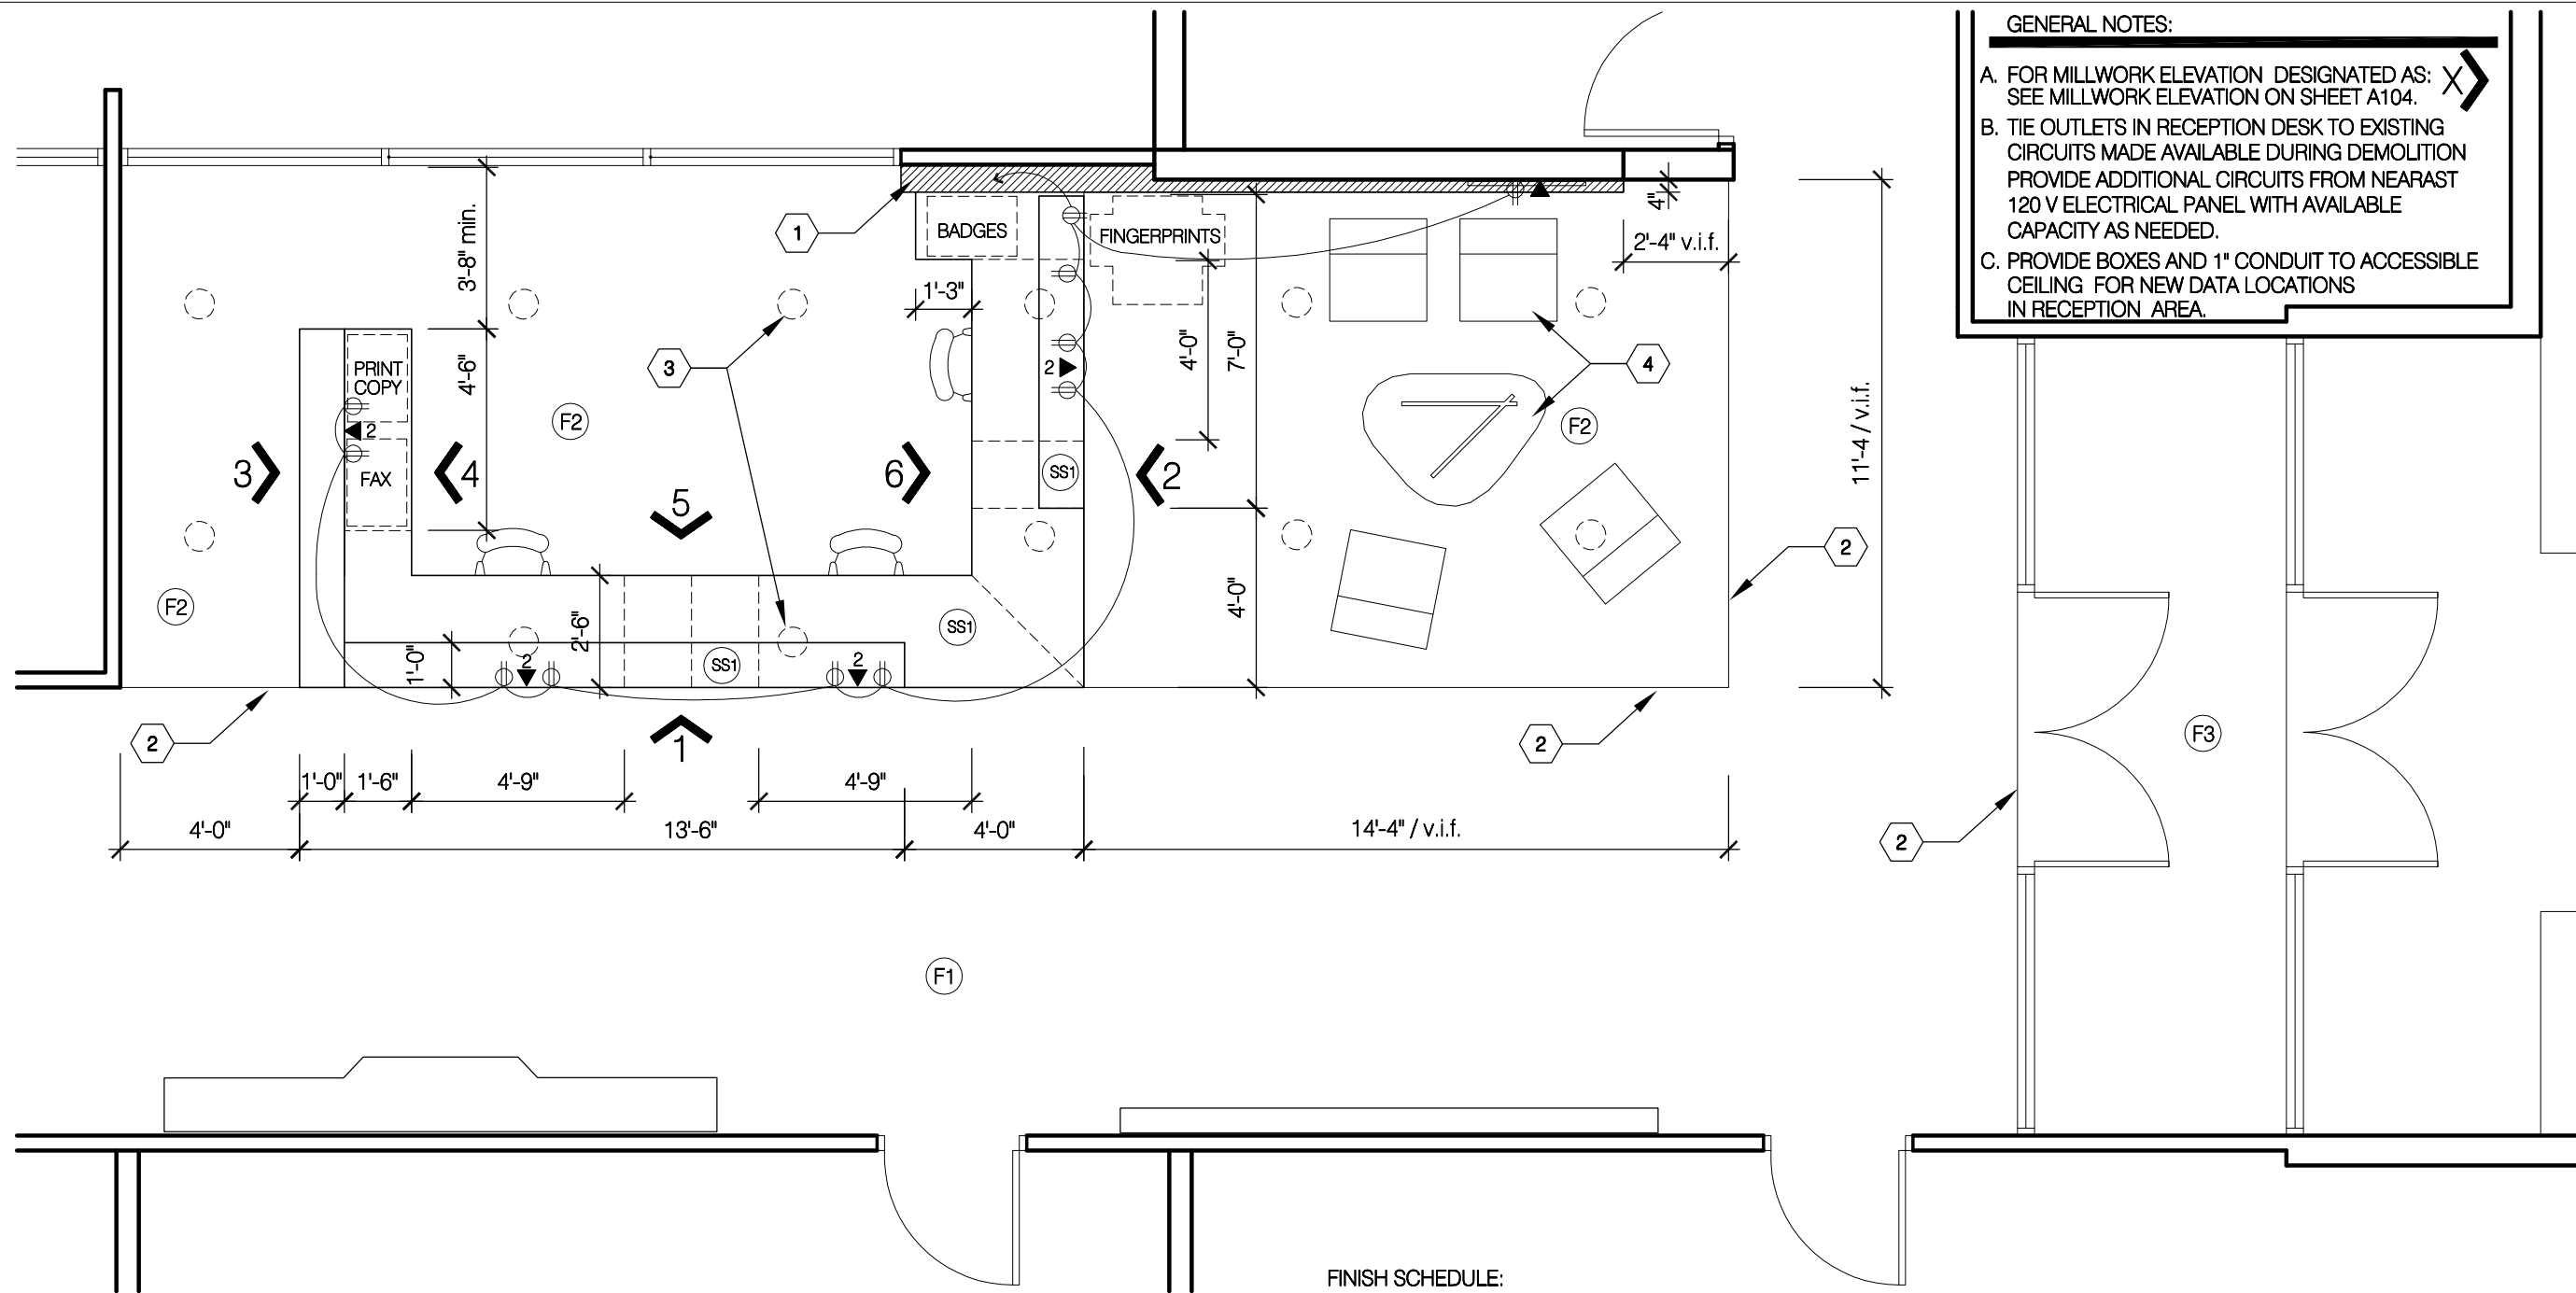 GENERAL NOTES:
A. FOR MILLWORK ELEVATION DESIGNATED AS: X
SEE MILLWORK ELEVATION ON SHEET A104.
B. TIE OUTLETS IN RECEPTION DESK TO EXISTING
CIRCUITS MADE AVAILABLE DURING DEMOLITION
PROVIDE ADDITIONAL CIRCUITS FROM NEARAST
120 V ELECTRICAL PANEL WITH AVAILABLE
CAPACITY AS NEEDED.
C. PROVIDE BOXES AND 1" CONDUIT TO ACCESSIBLE
CEILING FOR NEW DATA LOCATIONS
IN RECEPTION AREA.
3'-8" min.
1
BADGES
FINGERPRINTS
4"
2'-4" v.i.f.
1'-3"
PRINT
COPY
4'-6"
3
2
4'-0"
7'-0"
4
11'-4 / v.i.f.
F2
F2
2
FAX
3
4
6
SS1
2
5
2
F2
2'-6"
SS1
4'-0"
1'-0"
2
SS1
2
2
1
2
F3
1'-0"
1'-6"
4'-9"
4'-9"
4'-0"
13'-6"
4'-0"
14'-4" / v.i.f.
2
F1
FINISH SCHEDULE: